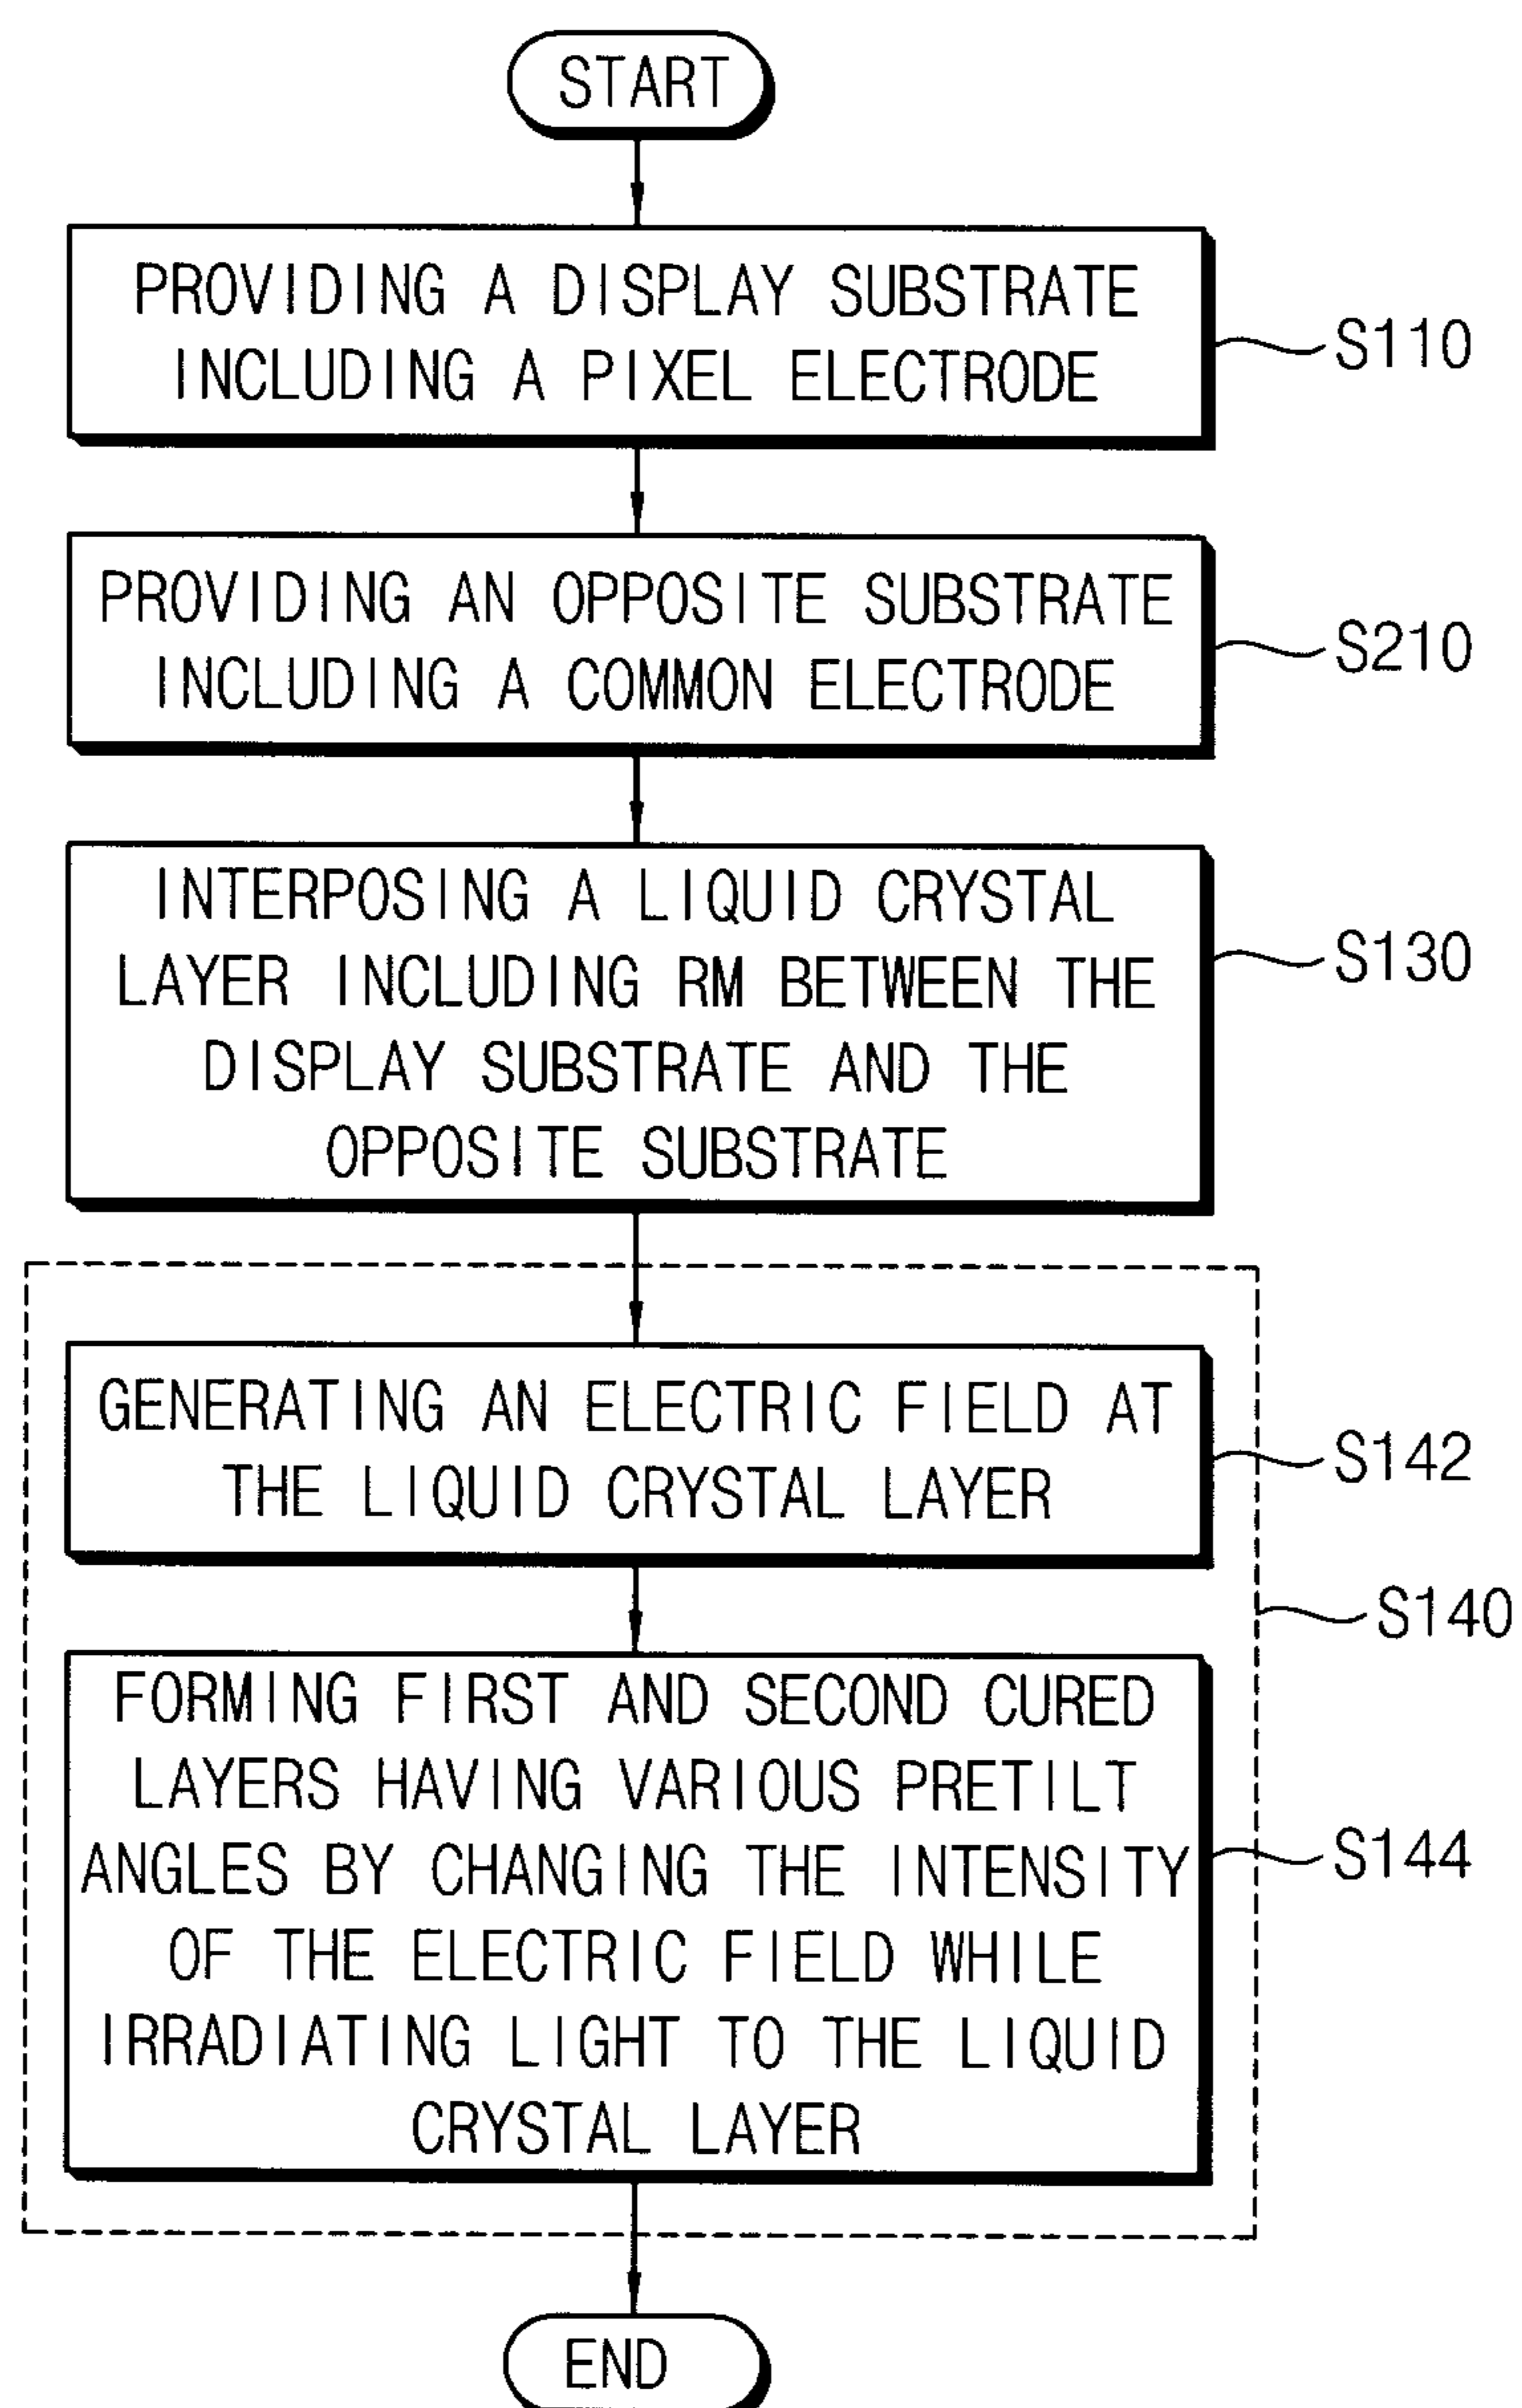 START
PROVIDING A DISPLAY SUBSTRATE
INCLUDING A PIXEL ELECTRODE
S110
PROVIDING AN OPPOSITE SUBSTRATE
INCLUDING A COMMON ELECTRODE
S210
INTERPOSING A LIQUID CRYSTAL
LAYER INCLUDING RM BETWEEN THE
DISPLAY SUBSTRATE AND THE
OPPOSITE SUBSTRATE
S130
GENERATING AN ELECTRIC FIELD AT
THE LIQUID CRYSTAL LAYER
S142
S140
FORMING FIRST AND SECOND CURED
LAYERS HAVING VARIOUS PRETILT
ANGLES BY CHANGING THE INTENSITY
OF THE ELECTRIC FIELD WHILE
IRRADIATING LIGHT TO THE LIQUID
CRYSTAL LAYER
S144
END